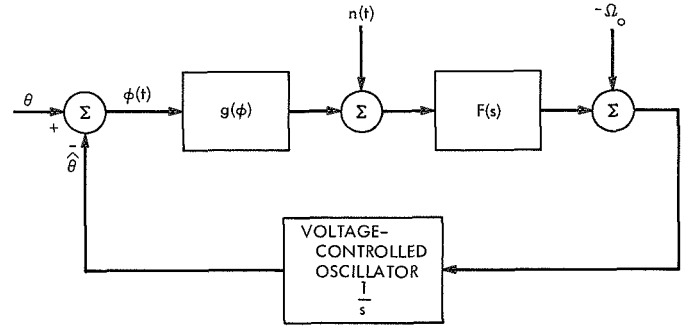 n(t)
-Ω₀
θ
Σ
ϕ(t)
g(ϕ)
Σ
F(s)
Σ
+
-
θ̂
VOLTAGE-
CONTROLLED
OSCILLATOR
1
s